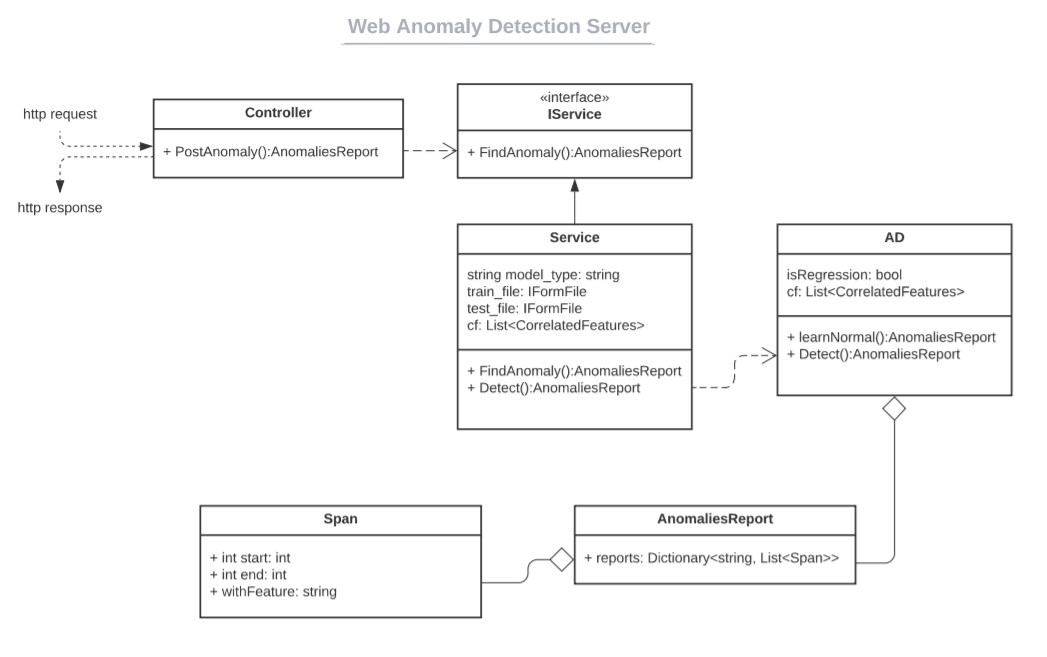 Web Anomaly Detection Server
http request
http response
Controller
+ PostAnomaly():AnomaliesReport
«interface»
IService
+ FindAnomaly():AnomaliesReport
Service
string model_type: string
train_file: IFormFile
test_file: IFormFile
cf: List<CorrelatedFeatures>
+ FindAnomaly():AnomaliesReport
+ Detect():AnomaliesReport
AD
isRegression: bool
cf: List<CorrelatedFeatures>
+ learnNormal():AnomaliesReport
+ Detect():AnomaliesReport
Span
+ int start: int
+ int end: int
+ withFeature: string
AnomaliesReport
+ reports: Dictionary<string, List<Span>>